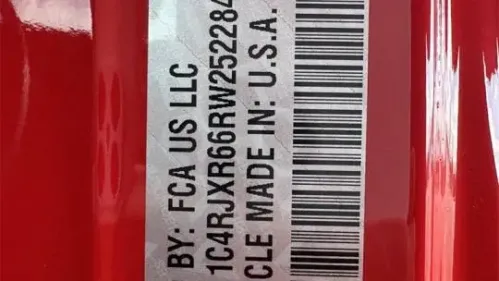 BY: FCA US LLC
1C4RJXR66RW252284
CLE MADE IN: U.S.A.